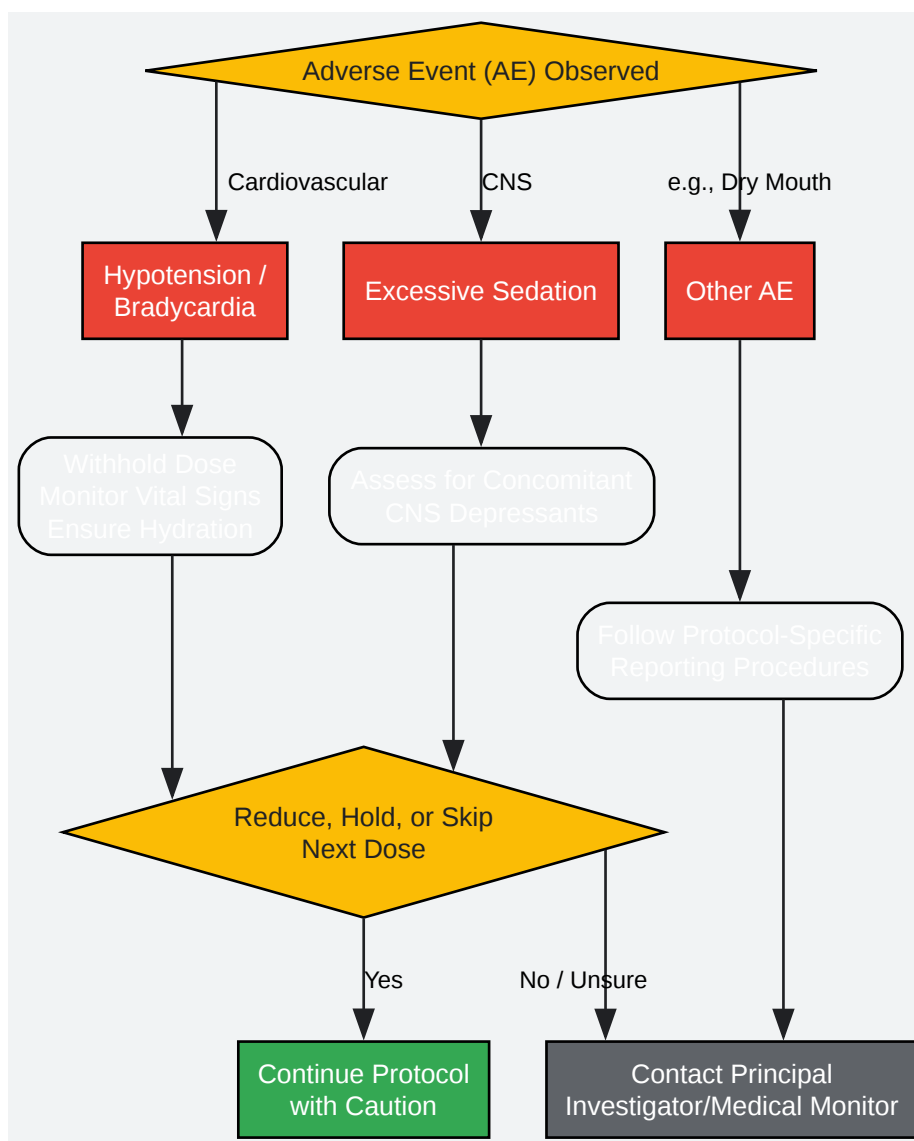 Adverse Event (AE) Observed
Cardiovascular
CNS
e.g., Dry Mouth
Hypotension /
Bradycardia
Excessive Sedation
Other AE
Withhold Dose
Monitor Vital Signs
Ensure Hydration
Assess for Concomitant
CNS Depressants
Follow Protocol-Specific
Reporting Procedures
Reduce, Hold, or Skip
Next Dose
Yes
No / Unsure
Continue Protocol
with Caution
Contact Principal
Investigator/Medical Monitor